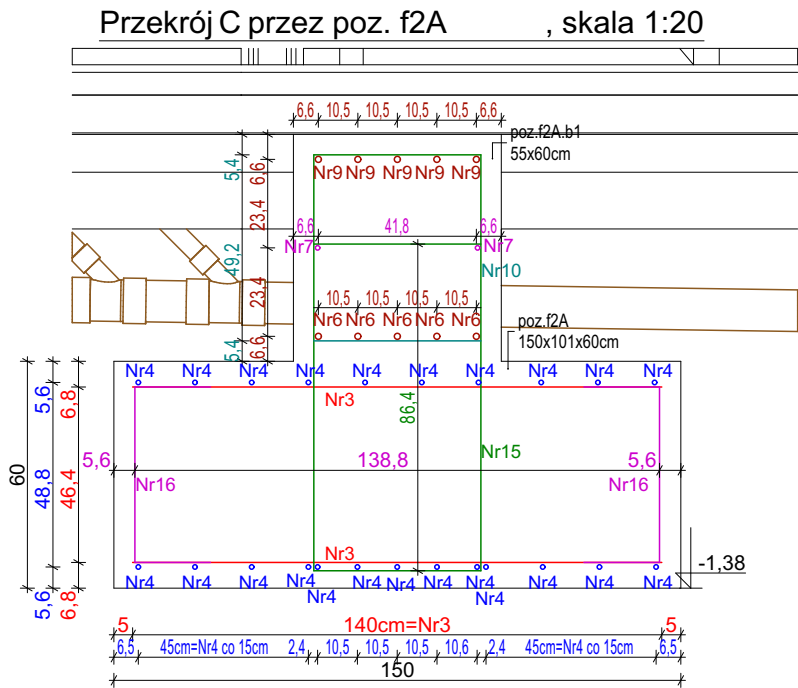 Przekrój C przez poz. f2A , skala 1:20
6,6 10,5 10,5 10,5 10,5 6,6
poz.f2A.b1
55x60cm
5,4 6,6
Nr9 Nr9 Nr9 Nr9 Nr9
23,4
6,6 41,8 6,6
Nr7 Nr7
49,2
Nr10
23,4
10,5 10,5 10,5 10,5
Nr6 Nr6 Nr6 Nr6 Nr6
poz.f2A
150x101x60cm
5,4 6,6
Nr4 Nr4 Nr4 Nr4 Nr4 Nr4 Nr4 Nr4 Nr4 Nr4
5,6 6,8
Nr3
86,4
Nr15
5,6 138,8 5,6
60 48,8 46,4
Nr16 Nr16
Nr3
-1,38
Nr4 Nr4 Nr4 Nr4 Nr4 Nr4 Nr4 Nr4 Nr4 Nr4
Nr4 Nr4
5,6 6,8
5 140cm=Nr3 5
6,5 45cm=Nr4 co 15cm 2,4 10,5 10,5 10,5 10,6 2,4 45cm=Nr4 co 15cm 6,5
150